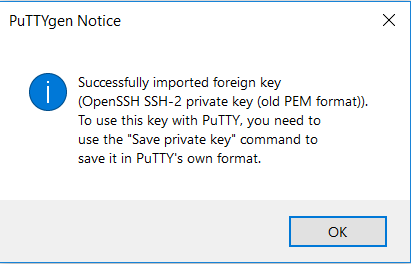 PuTTYgen Notice
Successfully imported foreign key
(OpenSSH SSH-2 private key (old PEM format)).
To use this key with PuTTY, you need to
use the "Save private key" command to
save it in PuTTY's own format.
OK